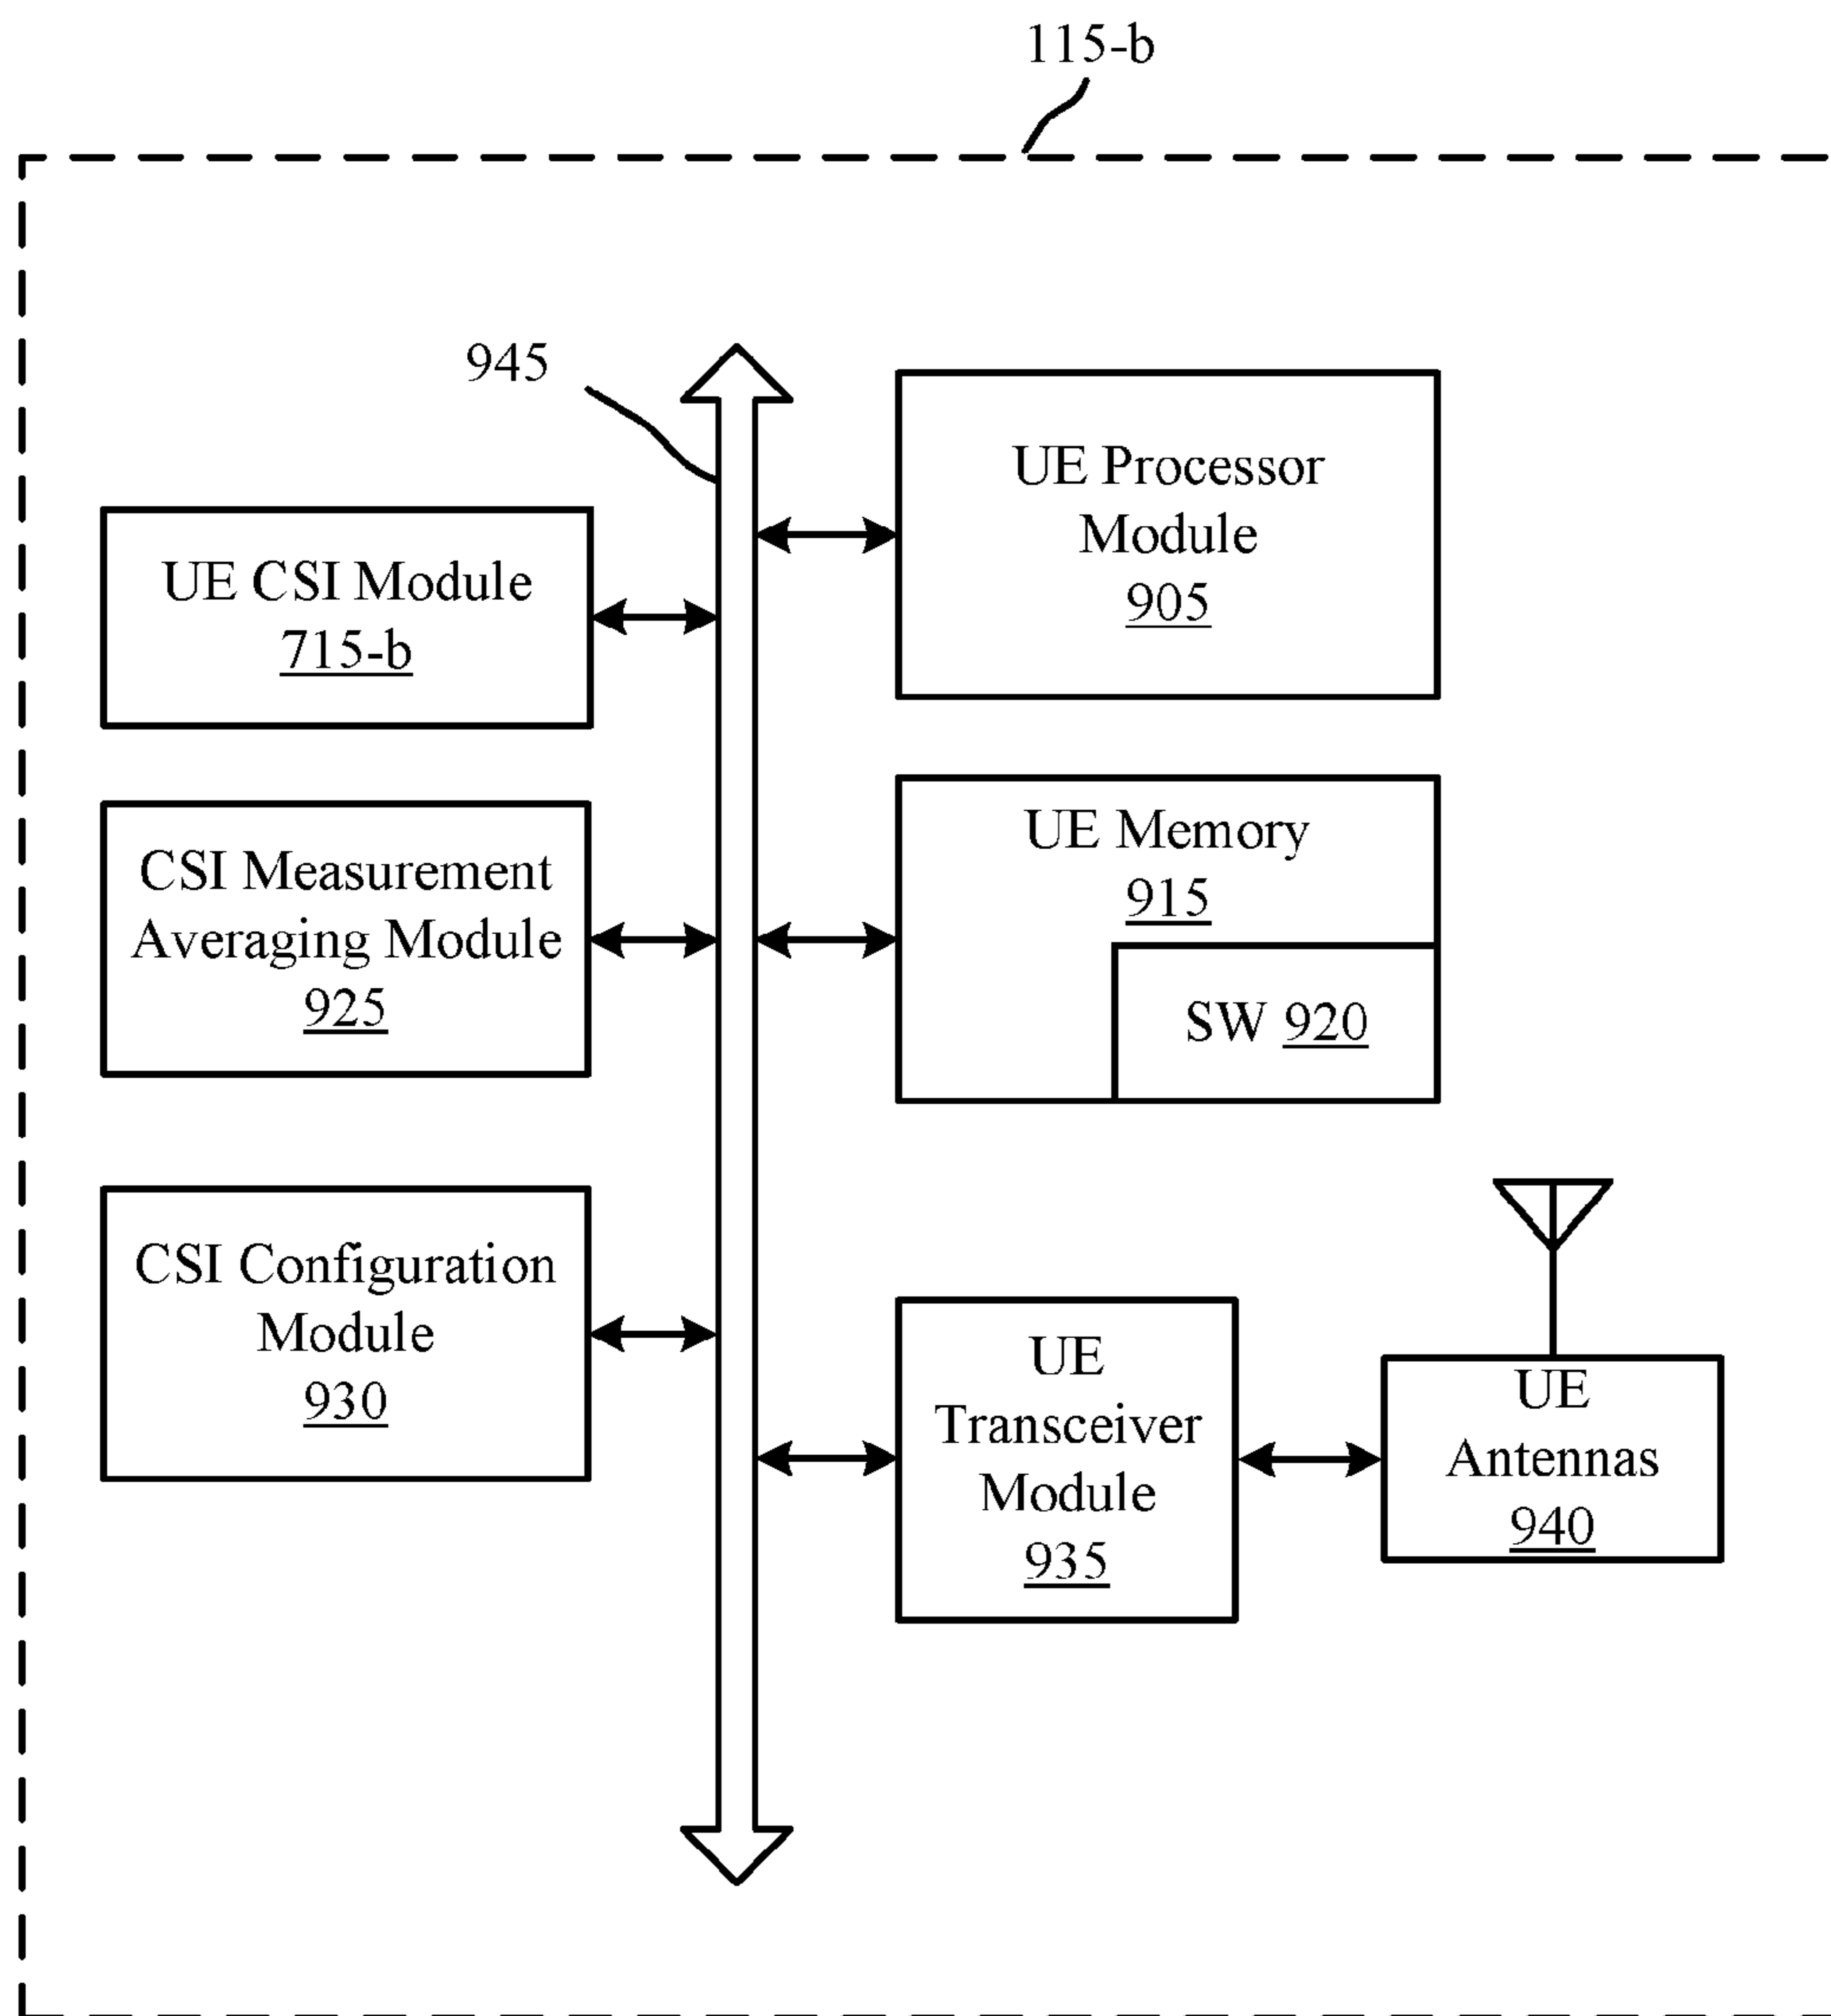 115-b
945
UE Processor
Module
905
UE CSI Module
715-b
UE Memory
915
SW 920
CSI Measurement
Averaging Module
925
CSI Configuration
Module
930
UE
Transceiver
Module
935
UE
Antennas
940